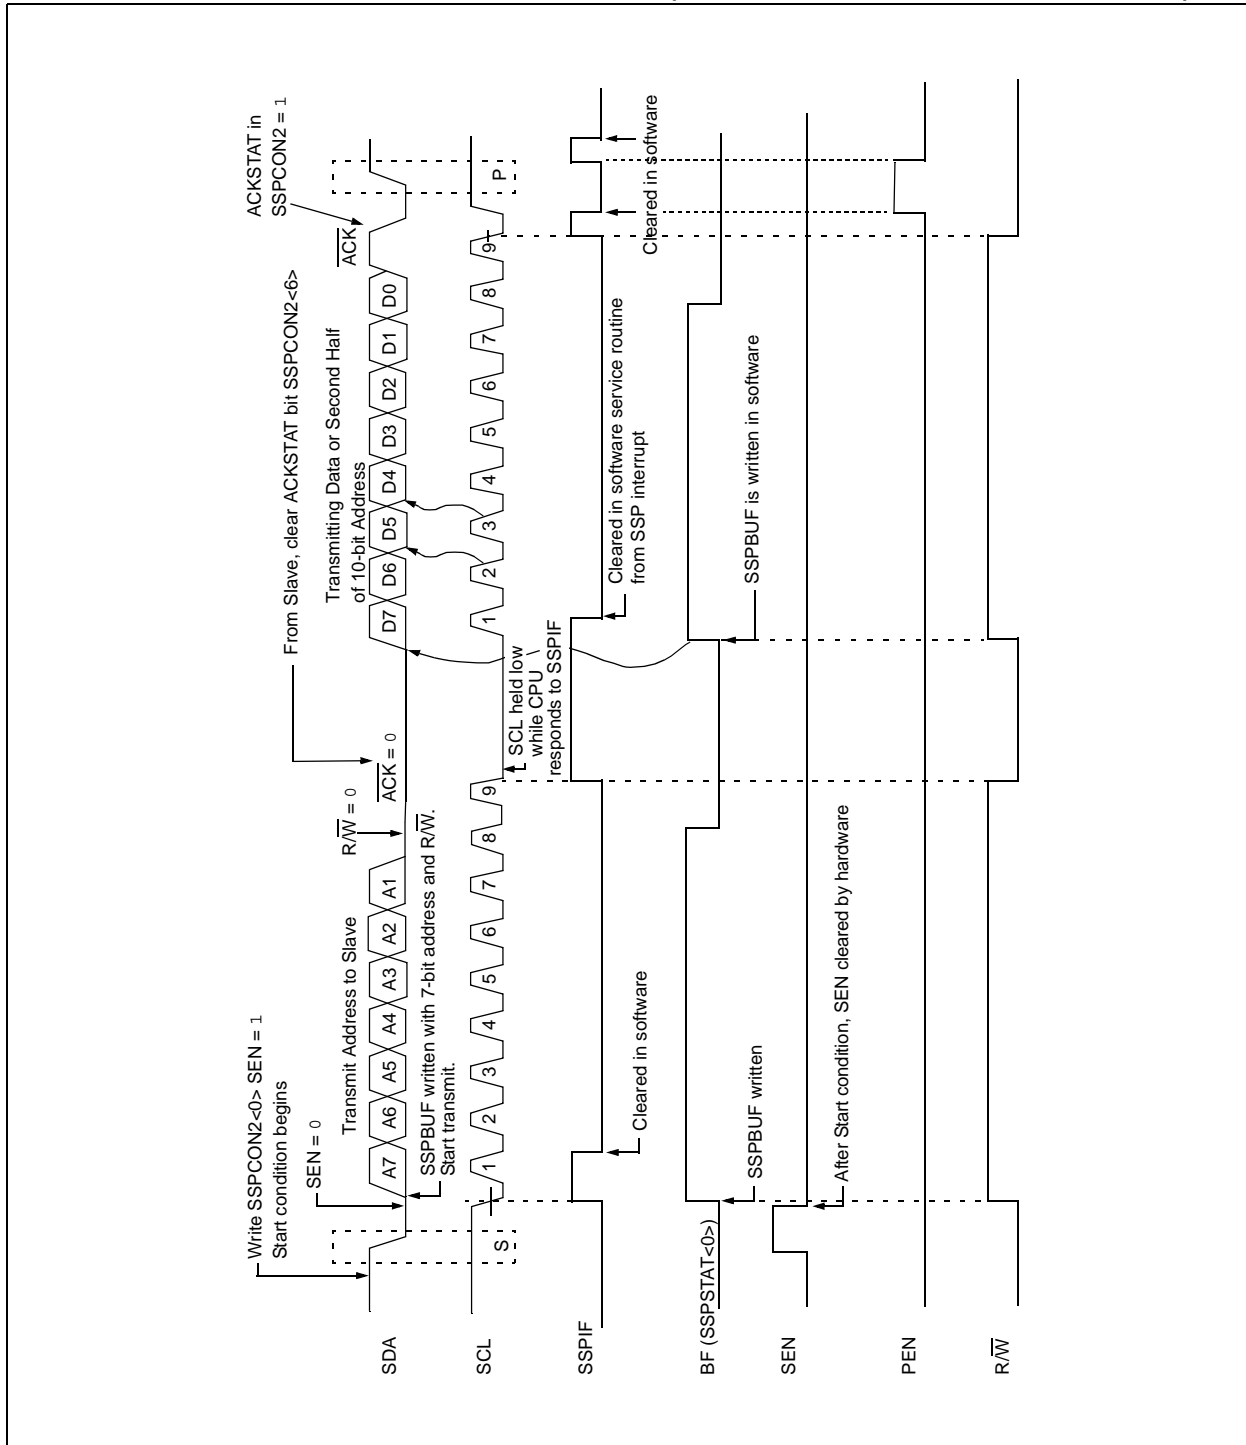 Write SSPCON2<0> SEN = 1
Start condition begins
SEN = 0
Transmit Address to Slave
R/W = 0
From Slave, clear ACKSTAT bit SSPCON2<6>
ACK = 0
Transmitting Data or Second Half
of 10-bit Address
ACK
ACKSTAT in
SSPCON2 = 1
SDA
A7 A6 A5 A4 A3 A2 A1
D7 D6 D5 D4 D3 D2 D1 D0
SSPBUF written with 7-bit address and R/W.
Start transmit.
SCL
S
1 2 3 4 5 6 7 8 9
1 2 3 4 5 6 7 8 9
P
SCL held low
while CPU
responds to SSPIF
SSPIF
Cleared in software
Cleared in software service routine
from SSP interrupt
Cleared in software
BF (SSPSTAT<0>)
SSPBUF written
SSPBUF is written in software
SEN
After Start condition, SEN cleared by hardware
PEN
R/W